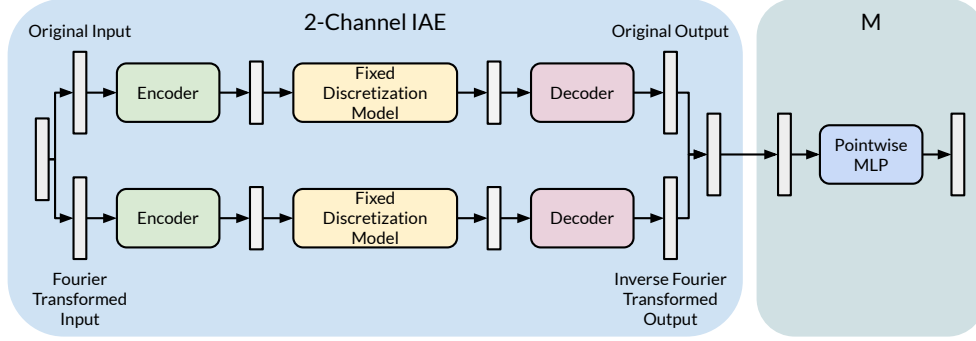 2-Channel IAE
M
Original Input
Original Output
Encoder
Fixed
Discretization
Model
Decoder
Pointwise
MLP
Encoder
Fixed
Discretization
Model
Decoder
Fourier
Transformed
Input
Inverse Fourier
Transformed
Output